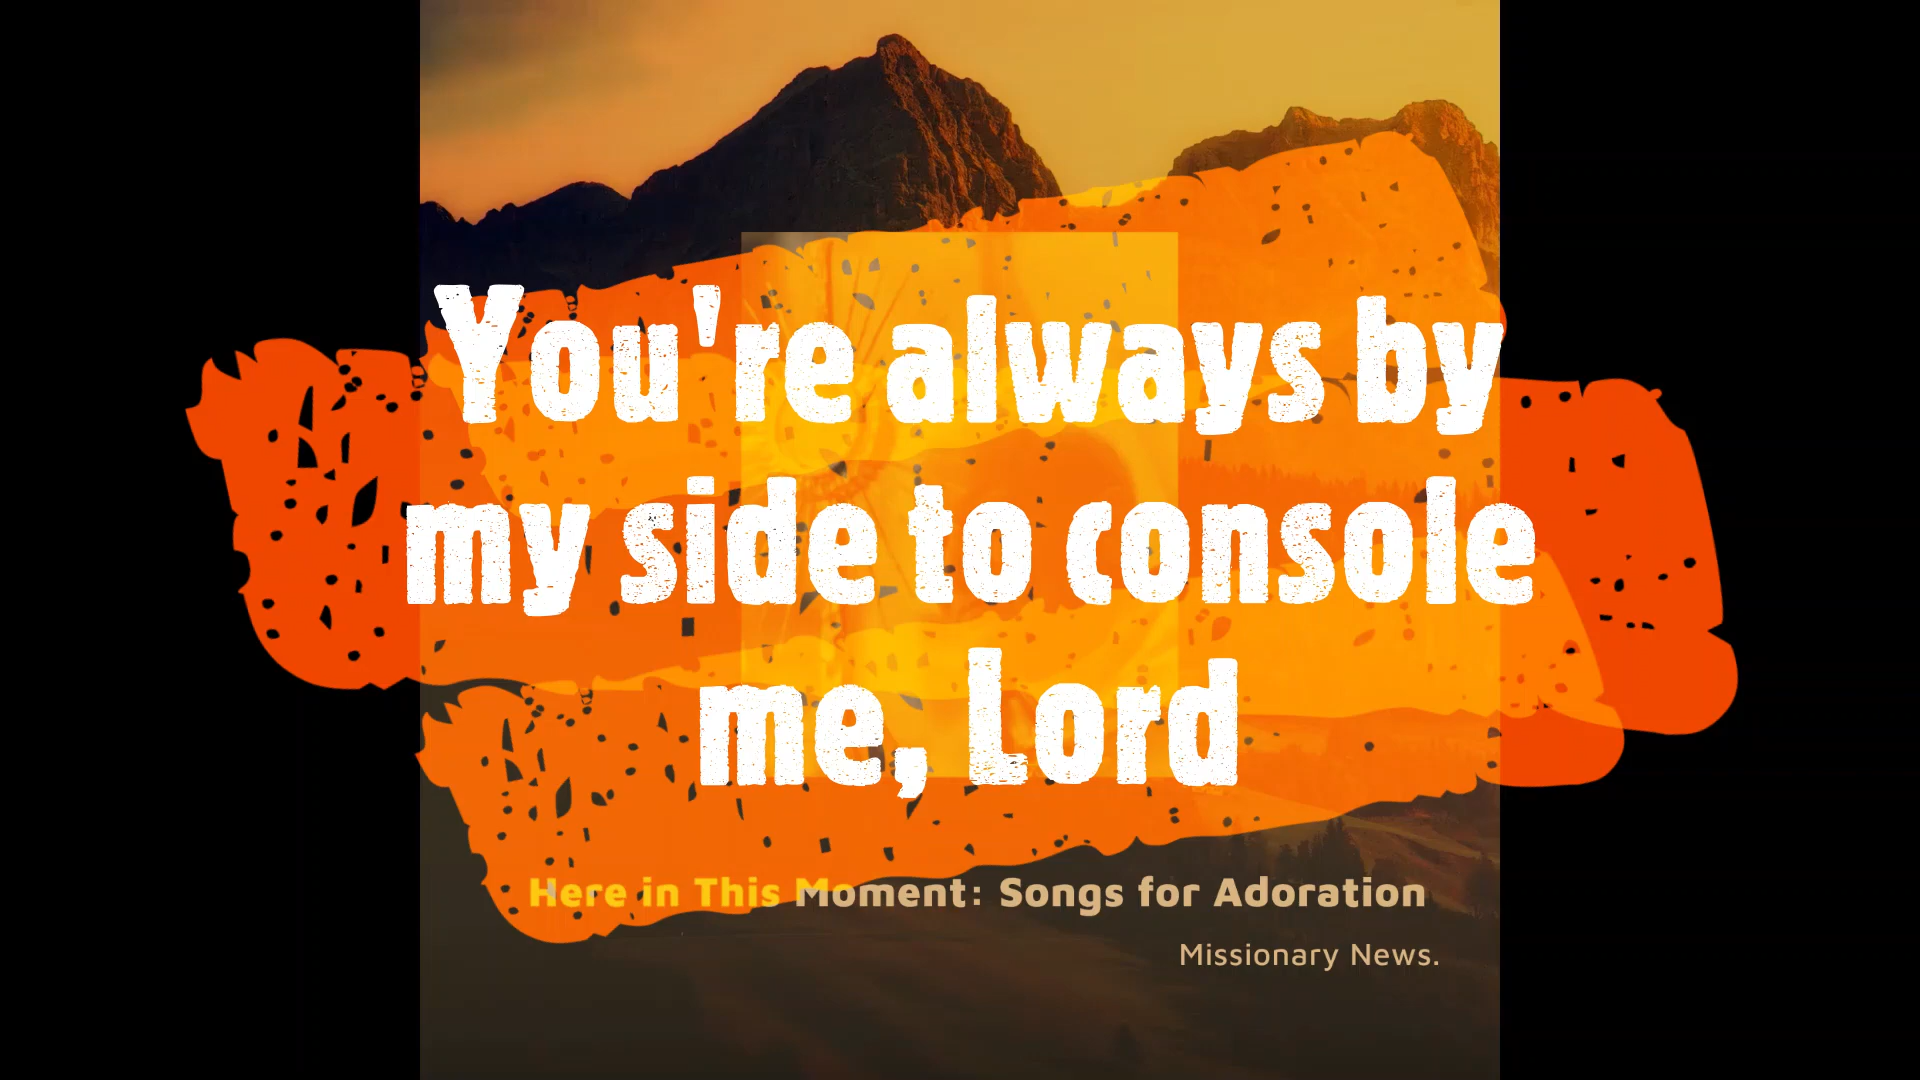 You're always by
my side to console
me, Lord
Here in This Moment: Songs for Adoration
Missionary News.